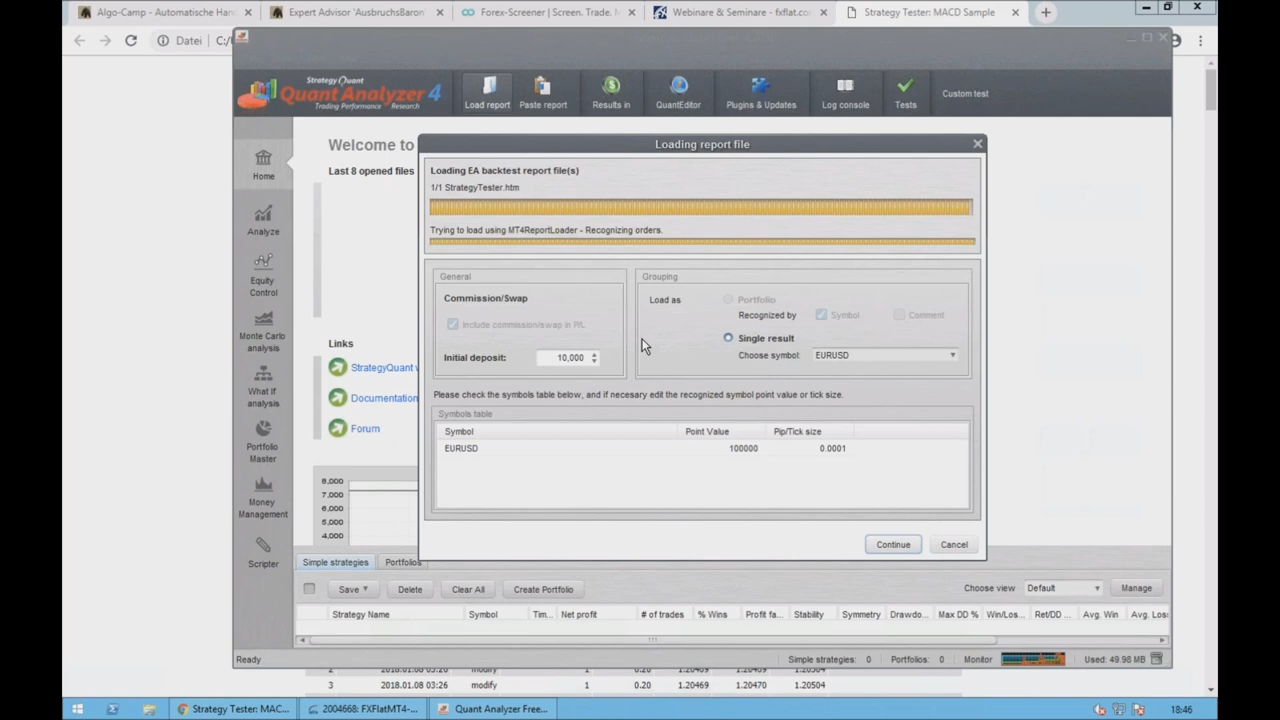 Algo-Camp - Automatische Han
Expert Advisor 'AusbruchsBaron'
Forex-Screener | Screen. Trade. M
Webinare & Seminare - fxflat.co
Strategy Tester: MACD Sample
Datei
C:/
Strategy Quant
Quant Analyzer 4
Trading Performance Research
Load report
Paste report
Results in
QuantEditor
Plugins & Updates
Log console
Tests
Custom test
Home
Analyze
Equity
Control
Monte Carlo
analysis
What If
analysis
Portfolio
Master
Money
Management
Scripter
Welcome to
Last 8 opened files
Links
StrategyQuant
Documentation
Forum
8,000
7,000
6,000
5,000
4,000
Loading report file
Loading EA backtest report file(s)
1/1 StrategyTester.htm
Trying to load using MT4ReportLoader - Recognizing orders.
General
Commission/Swap
Include commission/swap in P/L
Initial deposit: 10,000
Grouping
Load as
Portfolio
Recognized by
Symbol
Comment
Single result
Choose symbol: EURUSD
Please check the symbols table below, and if necesary edit the recognized symbol point value or tick size.
Symbols table
Symbol Point Value Pip/Tick size
EURUSD 100000 0.0001
Continue
Cancel
Simple strategies
Portfolios
Save
Delete
Clear All
Create Portfolio
Choose view
Default
Manage
Strategy Name Symbol Tim... Net profit # of trades % Wins Profit fa... Stability Symmetry Drawdo... Max DD % Win/Los... Ret/DD ... Avg. Win Avg. Los
Ready
Simple strategies: 0
Portfolios: 0
Monitor
Used: 49.98 MB
2 2018.01.08 03:26 modify 1 0.20 1.20469 1.20469 1.20504
3 2018.01.08 03:26 modify 1 0.20 1.20469 1.20470 1.20504
Strategy Tester: MAC...
2004668: FXFlatMT4-...
Quant Analyzer Free...
18:46